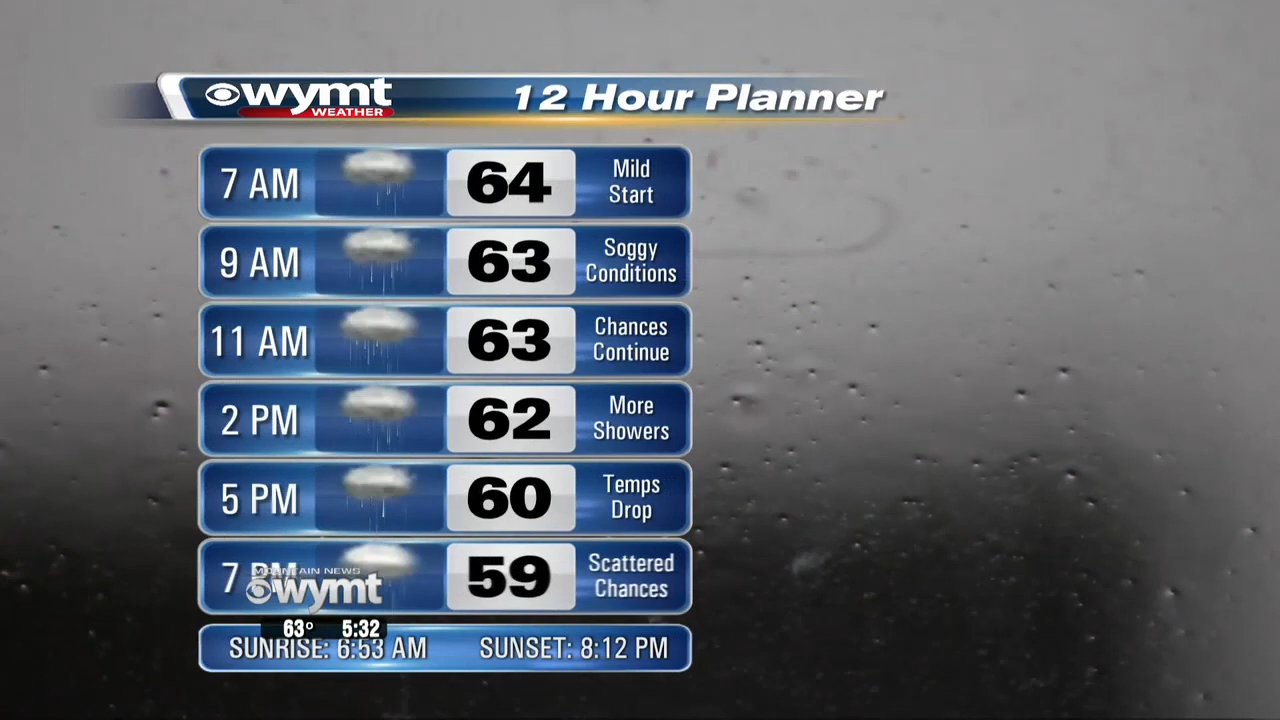 wymt
WEATHER
12 Hour Planner
7 AM 64 Mild
Start
9 AM 63 Soggy
Conditions
11 AM 63 Chances
Continue
2 PM 62 More
Showers
5 PM 60 Temps
Drop
7 PM 59 Scattered
Chances
MOUNTAIN NEWS
wymt
63° 5:32
SUNRISE: 6:53 AM SUNSET: 8:12 PM